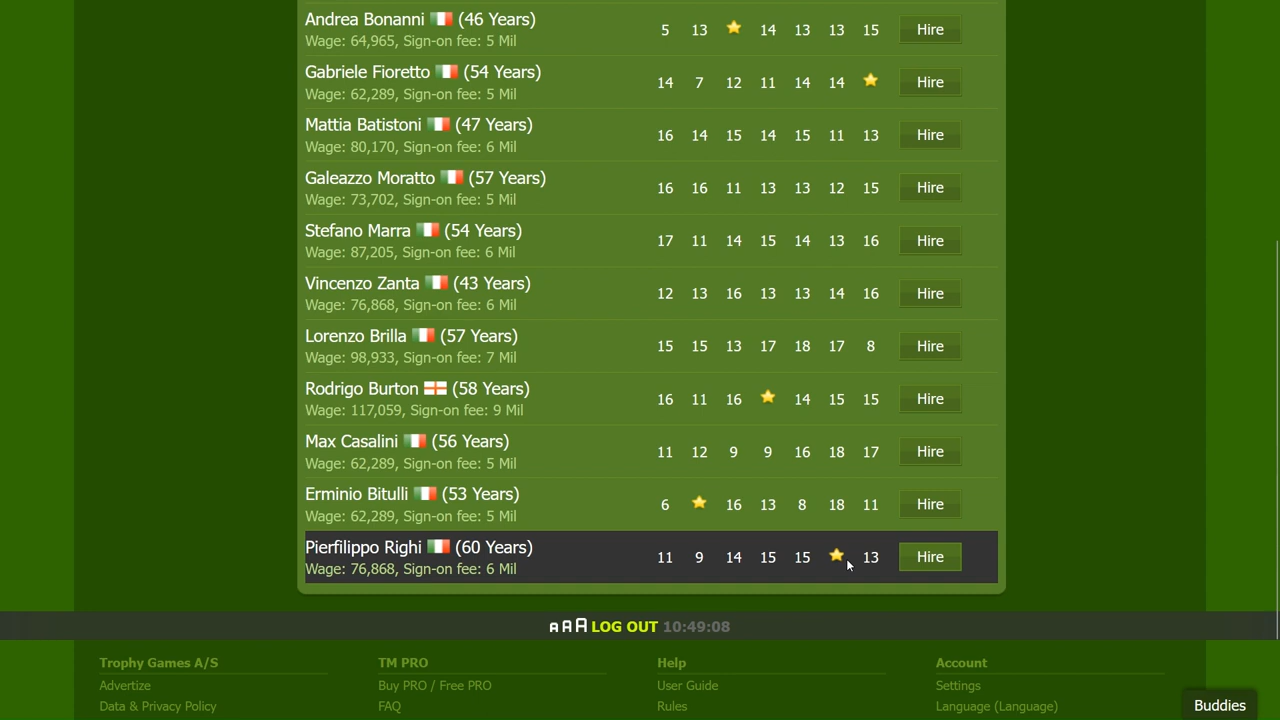 Andrea Bonanni (46 Years)
Wage: 64,965, Sign-on fee: 5 Mil
5 13 14 13 13 15 Hire
Gabriele Fioretto (54 Years)
Wage: 62,289, Sign-on fee: 5 Mil
14 7 12 11 14 14 Hire
Mattia Batistoni (47 Years)
Wage: 80,170, Sign-on fee: 6 Mil
16 14 15 14 15 11 13 Hire
Galeazzo Moratto (57 Years)
Wage: 73,702, Sign-on fee: 5 Mil
16 16 11 13 13 12 15 Hire
Stefano Marra (54 Years)
Wage: 87,205, Sign-on fee: 6 Mil
17 11 14 15 14 13 16 Hire
Vincenzo Zanta (43 Years)
Wage: 76,868, Sign-on fee: 6 Mil
12 13 16 13 13 14 16 Hire
Lorenzo Brilla (57 Years)
Wage: 98,933, Sign-on fee: 7 Mil
15 15 13 17 18 17 8 Hire
Rodrigo Burton (58 Years)
Wage: 117,059, Sign-on fee: 9 Mil
16 11 16 14 15 15 Hire
Max Casalini (56 Years)
Wage: 62,289, Sign-on fee: 5 Mil
11 12 9 9 16 18 17 Hire
Erminio Bitulli (53 Years)
Wage: 62,289, Sign-on fee: 5 Mil
6 16 13 8 18 11 Hire
Pierfilippo Righi (60 Years)
Wage: 76,868, Sign-on fee: 6 Mil
11 9 14 15 15 13 Hire
A A A LOG OUT 10:49:08
Trophy Games A/S
Advertize
Data & Privacy Policy
TM PRO
Buy PRO / Free PRO
FAQ
Help
User Guide
Rules
Account
Settings
Language (Language)
Buddies